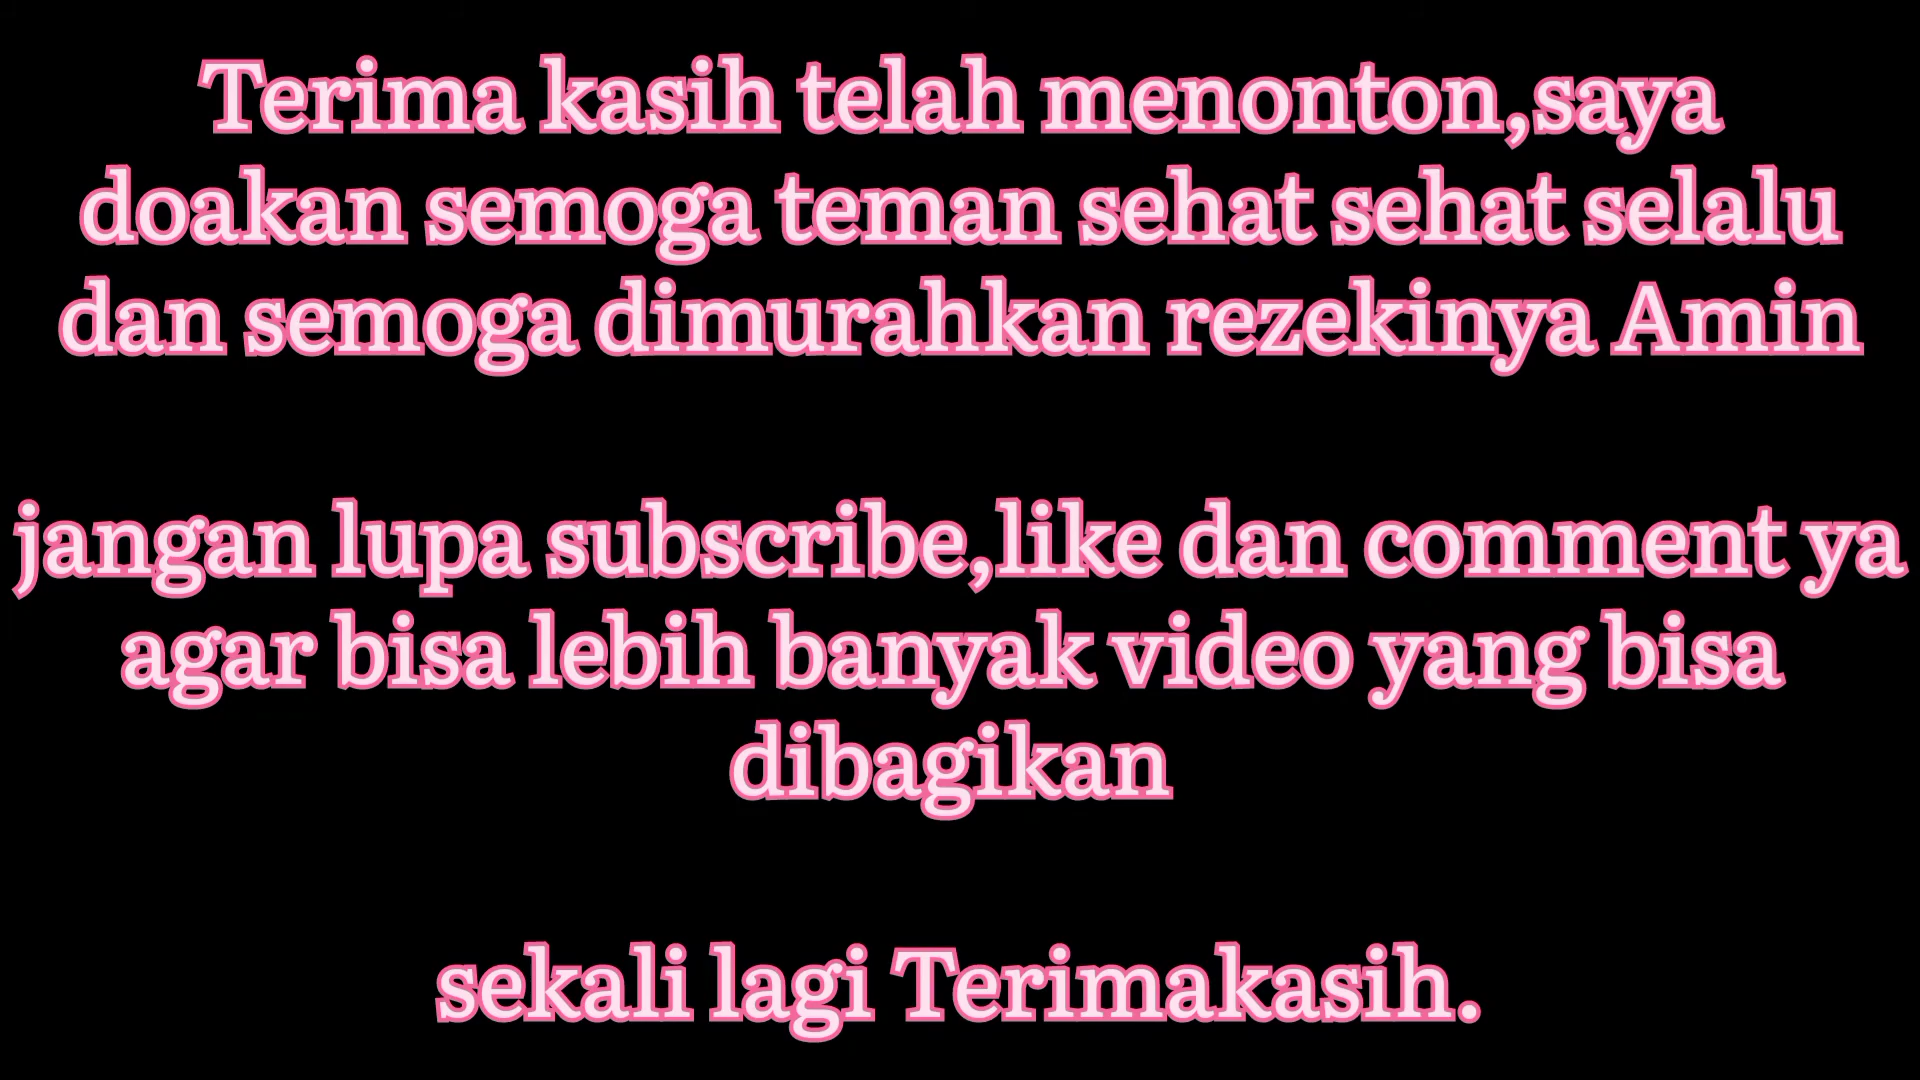 Terima kasih telah menonton,saya
doakan semoga teman sehat sehat selalu
dan semoga dimurahkan rezekinya Amin
jangan lupa subscribe,like dan comment ya
agar bisa lebih banyak video yang bisa
dibagikan
sekali lagi Terimakasih.